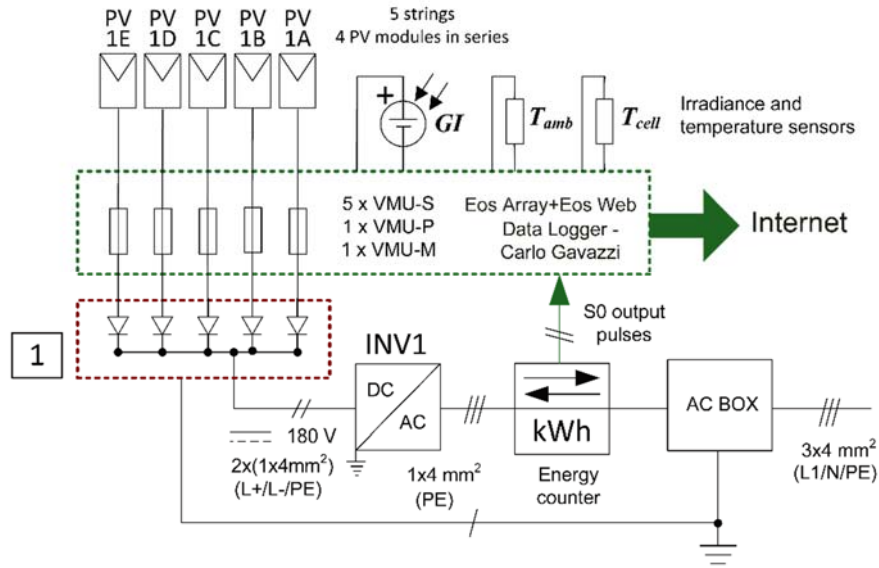 PV PV PV PV PV
1E 1D 1C 1B 1A
5 strings
4 PV modules in series
+
GI
Tamb
Tcell
Irradiance and
temperature sensors
5 x VMU-S
1 x VMU-P
1 x VMU-M
Eos Array+Eos Web
Data Logger -
Carlo Gavazzi
Internet
S0 output
pulses
1
INV1
DC
AC
kWh
AC BOX
180 V
2x(1x4mm²)
(L+/L-/PE)
1x4 mm²
(PE)
Energy
counter
3x4 mm²
(L1/N/PE)